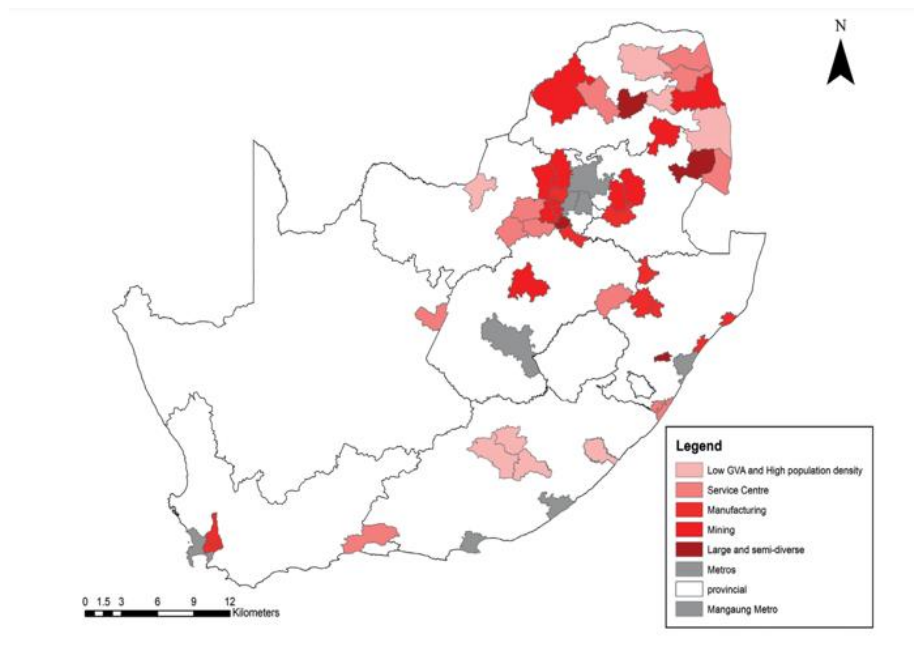 N
Legend
Low GVA and High population density
Service Centre
Manufacturing
Mining
Large and semi-diverse
Metros
provincial
Mangaung Metro
0 1.5 3 6 9 12
Kilometers